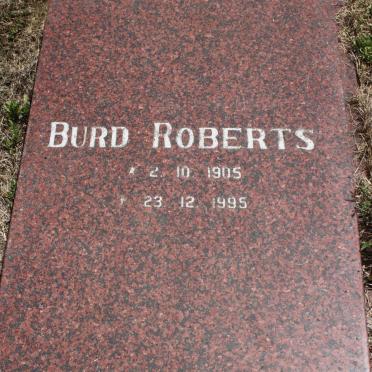 BURD ROBERTS
* 2. 10. 1905
† 23. 12. 1995